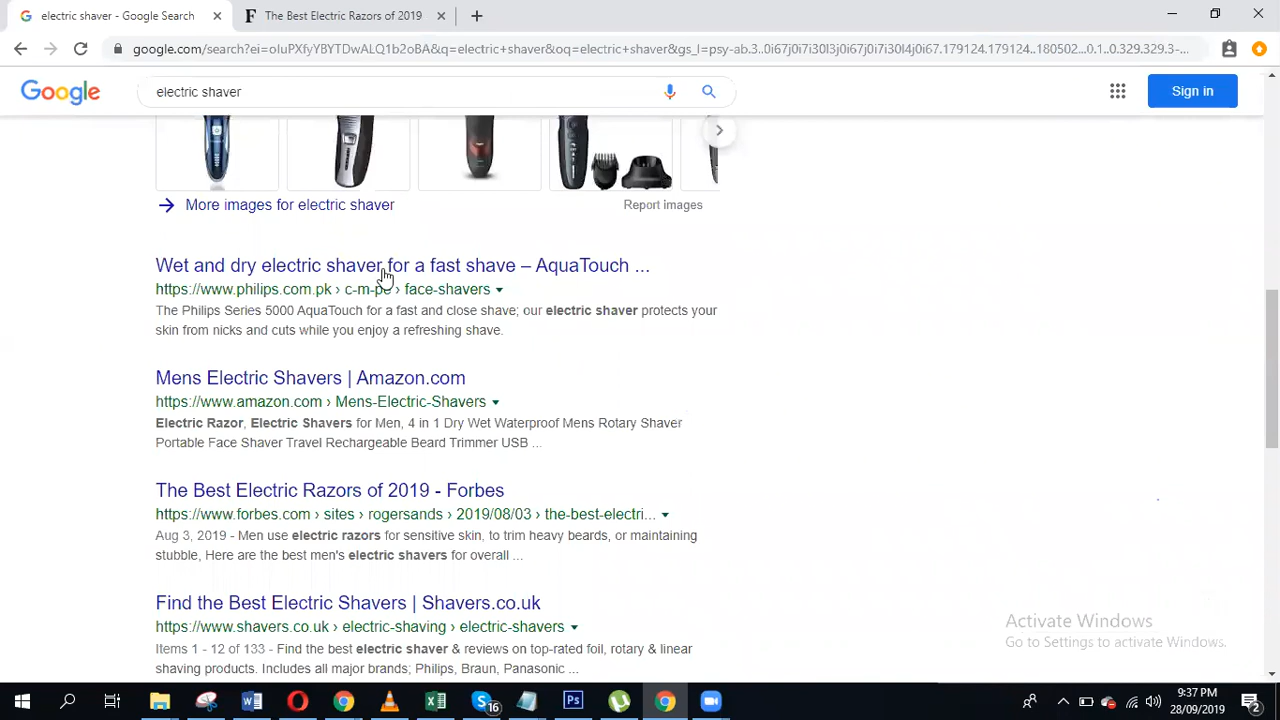 electric shaver - Google Search
The Best Electric Razors of 2019
google.com/search?ei=oIuPXfyYBYTDwALQ1b2oBA&q=electric+shaver&oq=electric+shaver&gs_l=psy-ab.3..0i67j0i7i30l3j0i67j0i7i30l4j0i67.179124.179124..180502...0.1..0.329.329.3-...
Google
electric shaver
Sign in
More images for electric shaver
Report images
Wet and dry electric shaver for a fast shave – AquaTouch ...
https://www.philips.com.pk › c-m-pe › face-shavers
The Philips Series 5000 AquaTouch for a fast and close shave; our electric shaver protects your
skin from nicks and cuts while you enjoy a refreshing shave.
Mens Electric Shavers | Amazon.com
https://www.amazon.com › Mens-Electric-Shavers
Electric Razor, Electric Shavers for Men, 4 in 1 Dry Wet Waterproof Mens Rotary Shaver
Portable Face Shaver Travel Rechargeable Beard Trimmer USB ...
The Best Electric Razors of 2019 - Forbes
https://www.forbes.com › sites › rogersands › 2019/08/03 › the-best-electri...
Aug 3, 2019 - Men use electric razors for sensitive skin, to trim heavy beards, or maintaining
stubble, Here are the best men's electric shavers for overall ...
Find the Best Electric Shavers | Shavers.co.uk
https://www.shavers.co.uk › electric-shaving › electric-shavers
Items 1 - 12 of 133 - Find the best electric shaver & reviews on top-rated foil, rotary & linear
shaving products. Includes all major brands; Philips, Braun, Panasonic ...
Activate Windows
Go to Settings to activate Windows.
16
9:37 PM
28/09/2019
2